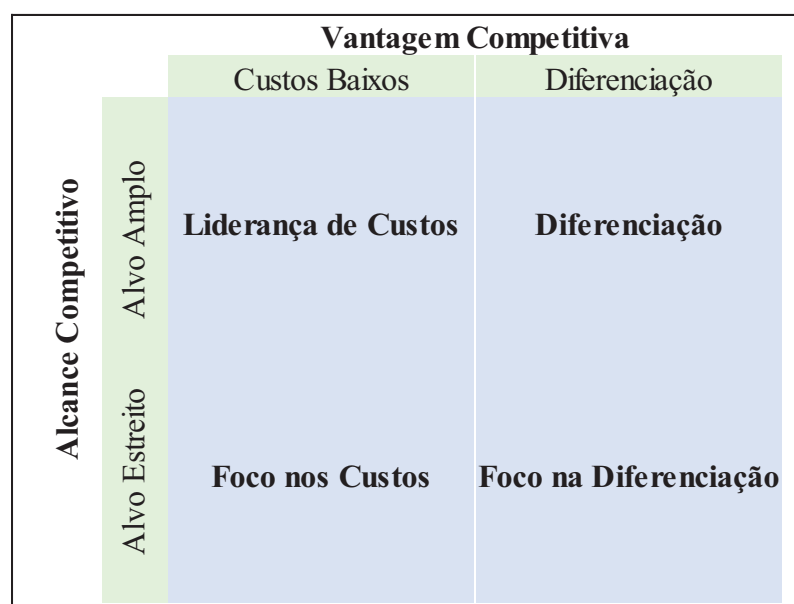 Vantagem Competitiva
Custos Baixos Diferenciação
Alcance Competitivo
Alvo Amplo
Liderança de Custos Diferenciação
Alvo Estreito
Foco nos Custos Foco na Diferenciação